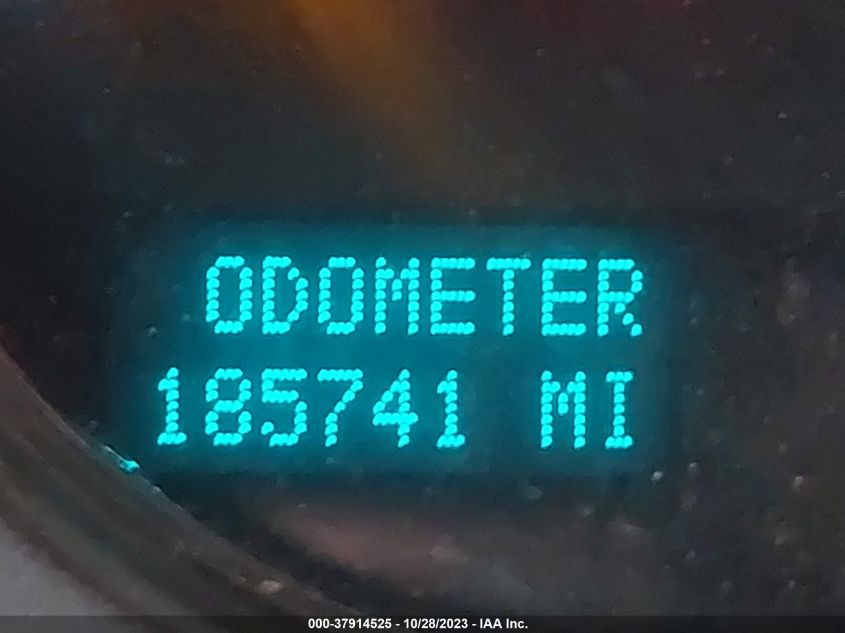 ODOMETER
185741 MI
000-37914525 - 10/28/2023 - IAA Inc.